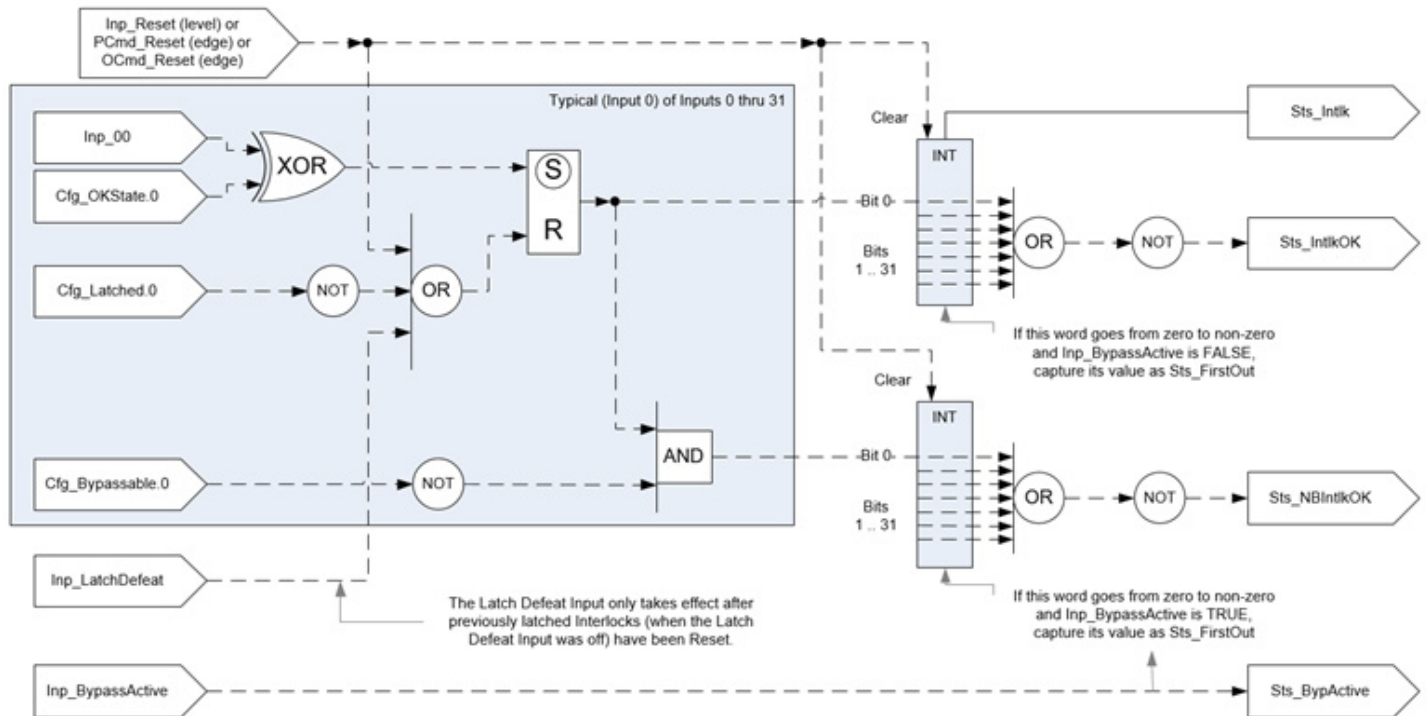 Inp_Reset (level) or
PCmd_Reset (edge) or
OCmd_Reset (edge)
Typical (Input 0) of Inputs 0 thru 31
Inp_00
XOR
Cfg_OKState.0
S
R
Cfg_Latched.0
NOT
OR
Cfg_Bypassable.0
NOT
AND
Inp_LatchDefeat
The Latch Defeat Input only takes effect after
previously latched Interlocks (when the Latch
Defeat Input was off) have been Reset.
Inp_BypassActive
Clear
INT
Bit 0
Bits
1 .. 31
OR
NOT
Sts_Intlk
Sts_IntlkOK
If this word goes from zero to non-zero
and Inp_BypassActive is FALSE,
capture its value as Sts_FirstOut
Clear
INT
Bit 0
Bits
1 .. 31
OR
NOT
Sts_NBIntlkOK
If this word goes from zero to non-zero
and Inp_BypassActive is TRUE,
capture its value as Sts_FirstOut
Sts_BypActive